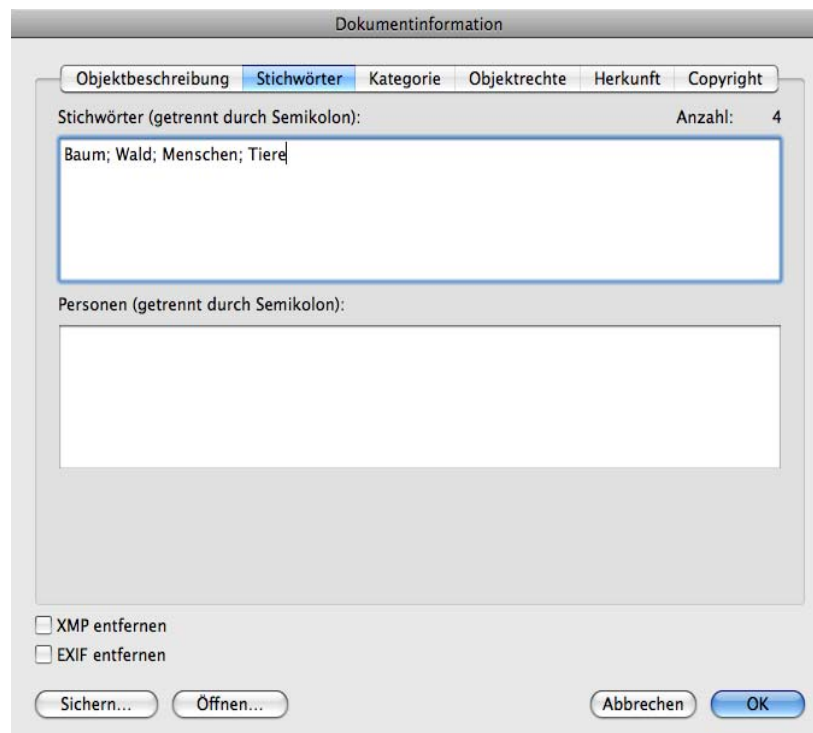 Dokumentinformation
Objektbeschreibung Stichwörter Kategorie Objektrechte Herkunft Copyright
Stichwörter (getrennt durch Semikolon): Anzahl: 4
Baum; Wald; Menschen; Tiere
Personen (getrennt durch Semikolon):
XMP entfernen
EXIF entfernen
Sichern... Öffnen... Abbrechen OK